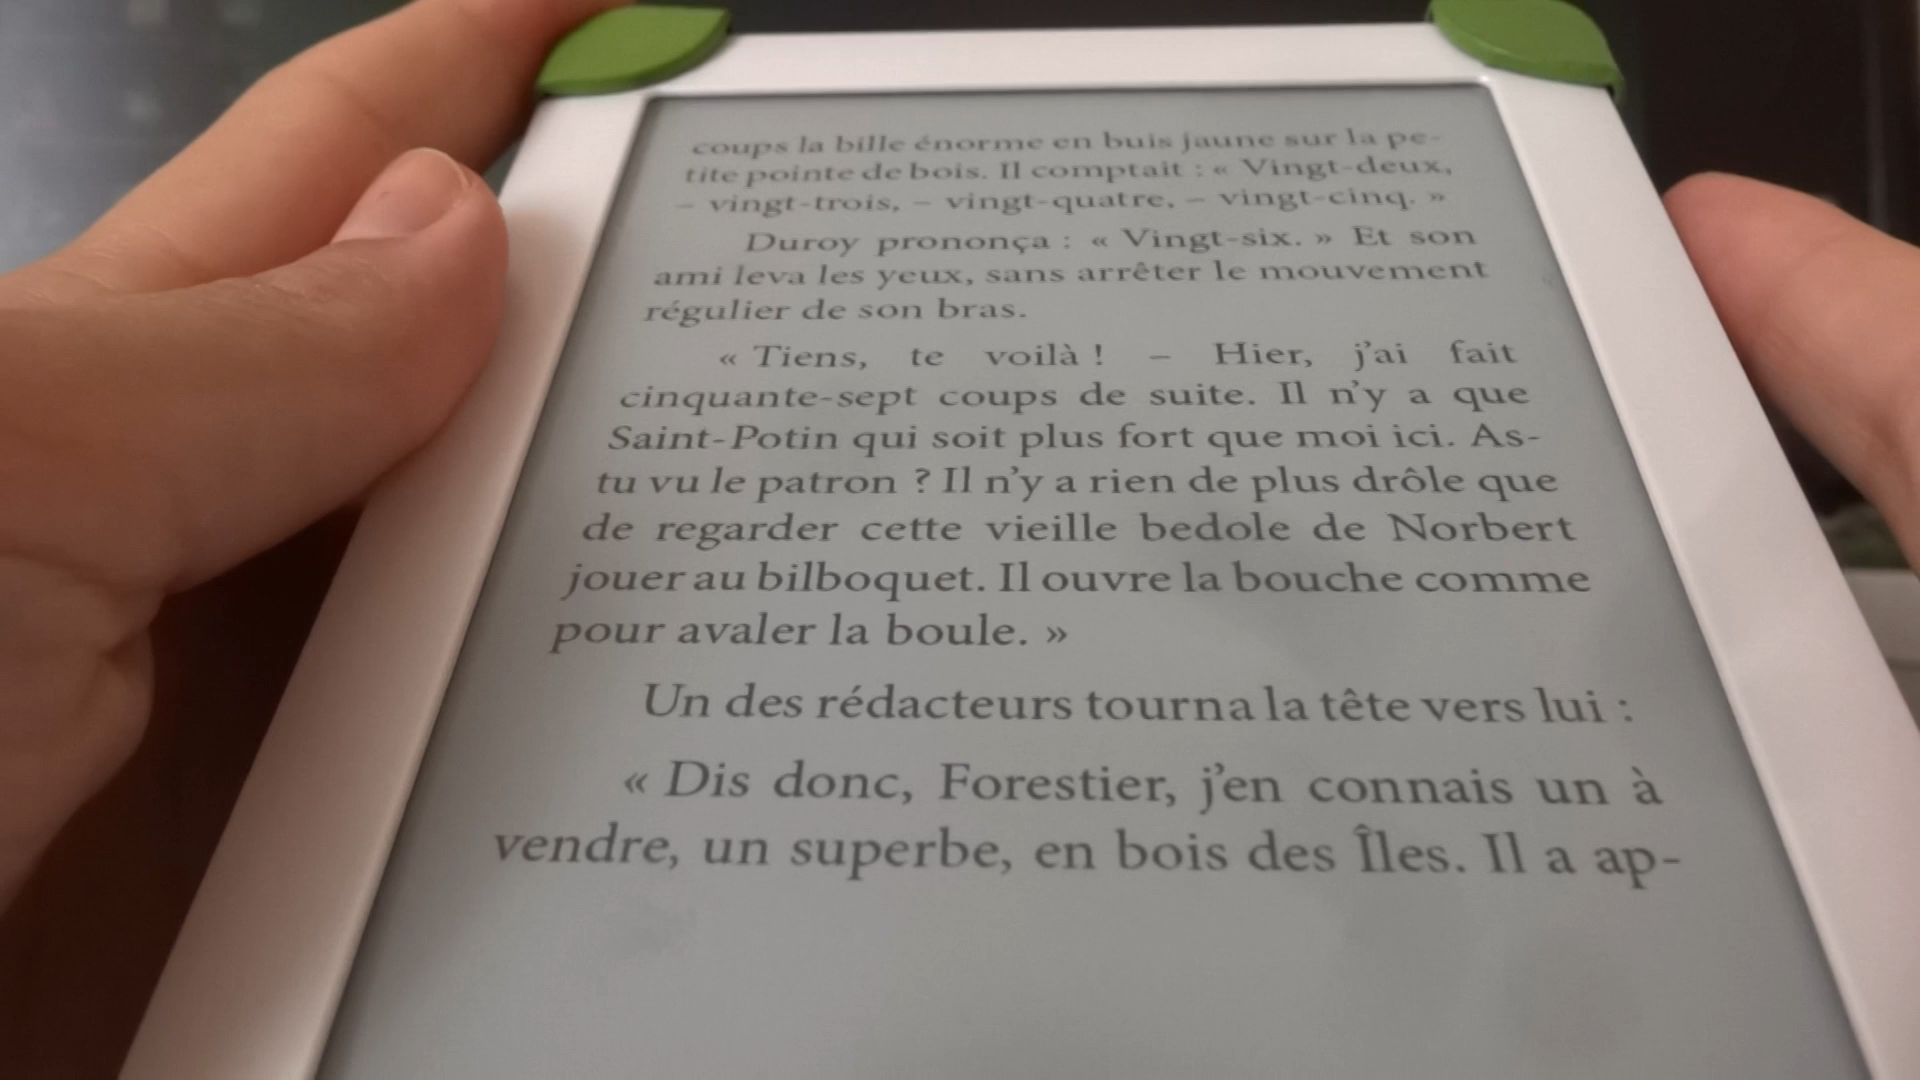 coups la bille énorme en buis jaune sur la pe-
tite pointe de bois. Il comptait : « Vingt-deux,
– vingt-trois, – vingt-quatre, – vingt-cinq. »
Duroy prononça : « Vingt-six. » Et son
ami leva les yeux, sans arrêter le mouvement
régulier de son bras.
« Tiens, te voilà ! – Hier, j’ai fait
cinquante-sept coups de suite. Il n’y a que
Saint-Potin qui soit plus fort que moi ici. As-
tu vu le patron ? Il n’y a rien de plus drôle que
de regarder cette vieille bedole de Norbert
jouer au bilboquet. Il ouvre la bouche comme
pour avaler la boule. »
Un des rédacteurs tourna la tête vers lui :
« Dis donc, Forestier, j’en connais un à
vendre, un superbe, en bois des Îles. Il a ap-